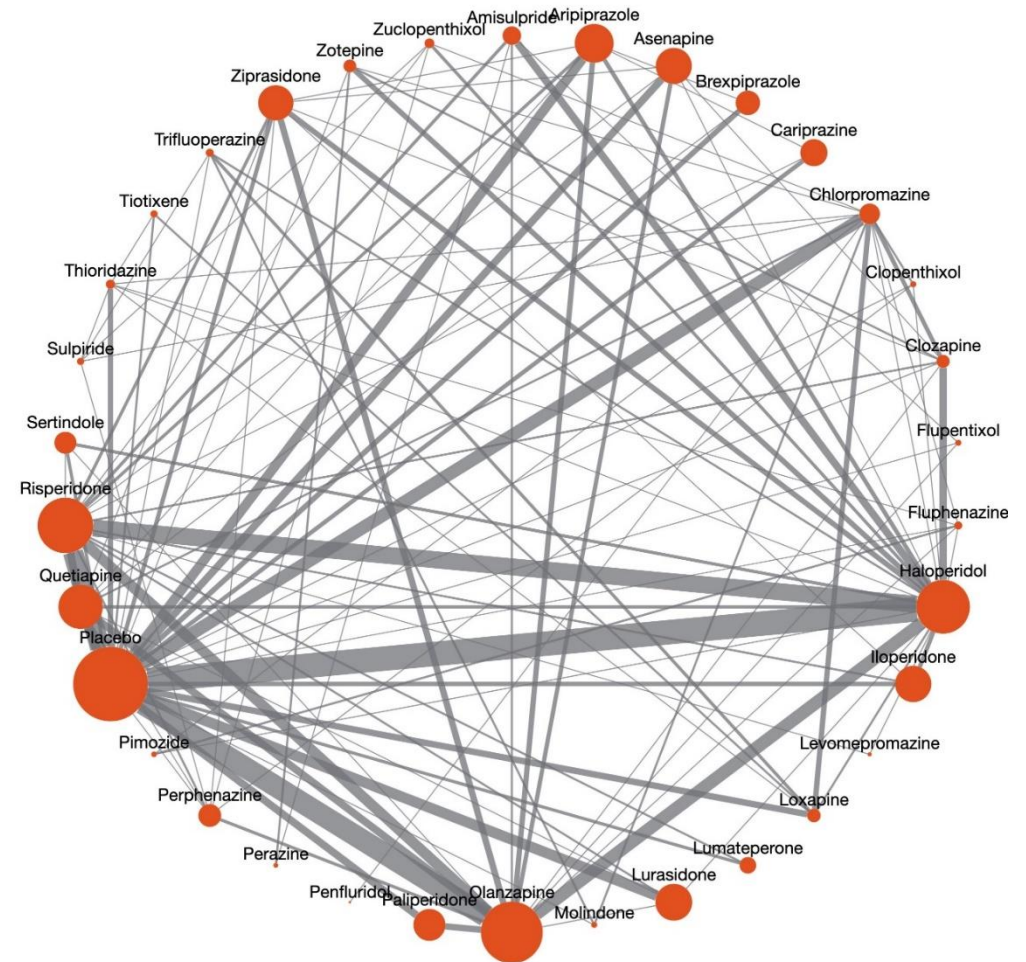 Amisulpride
Aripiprazole
Asenapine
Brexpiprazole
Cariprazine
Chlorpromazine
Clopenthixol
Clozapine
Flupentixol
Fluphenazine
Haloperidol
Iloperidone
Levomepromazine
Loxapine
Lumateperone
Lurasidone
Molindone
Olanzapine
Paliperidone
Penfluridol
Perazine
Perphenazine
Pimozide
Placebo
Quetiapine
Risperidone
Sertindole
Sulpiride
Thioridazine
Tiotixene
Trifluoperazine
Ziprasidone
Zotepine
Zuclopenthixol